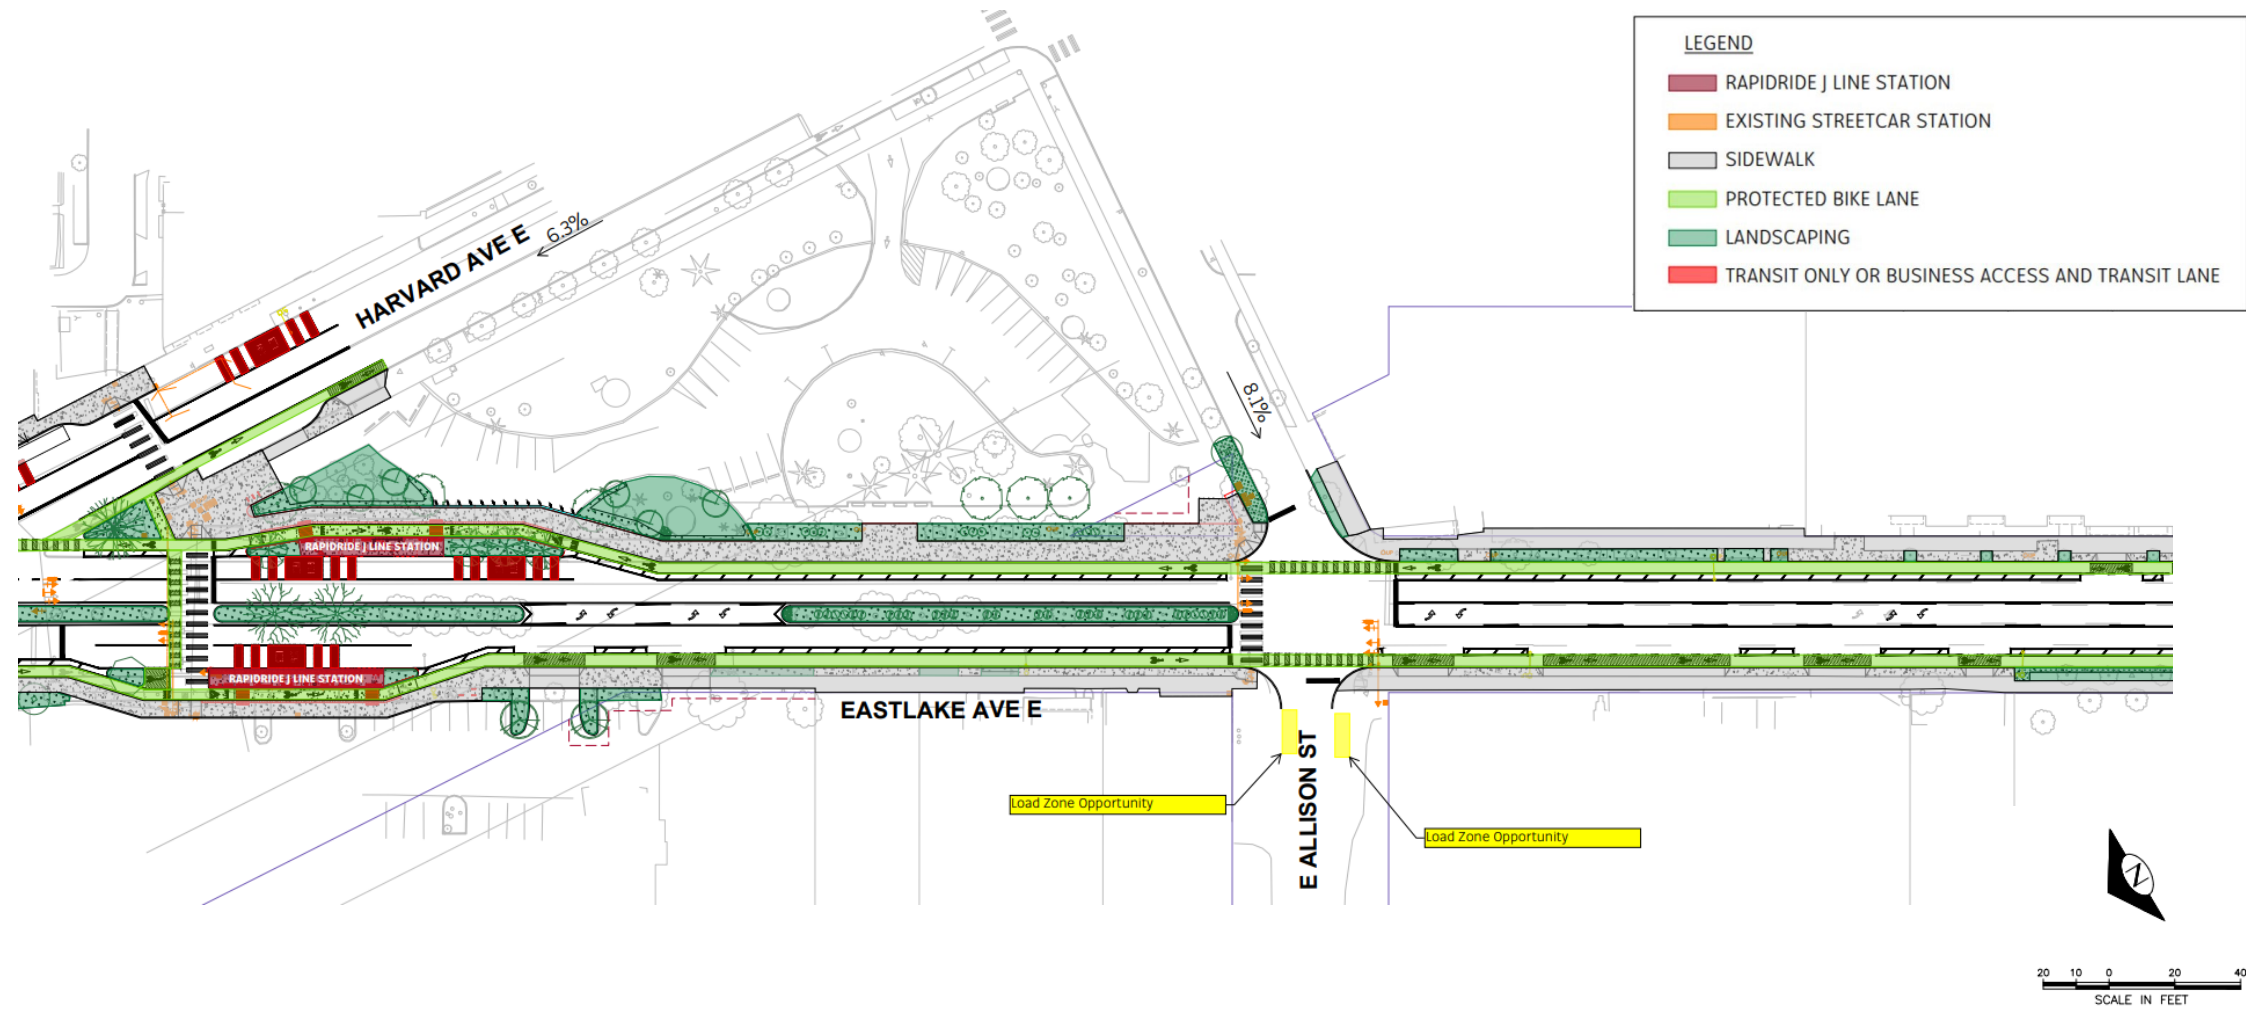 LEGEND
RAPIDRIDE J LINE STATION
EXISTING STREETCAR STATION
SIDEWALK
PROTECTED BIKE LANE
LANDSCAPING
TRANSIT ONLY OR BUSINESS ACCESS AND TRANSIT LANE
HARVARD AVE E
6.3%
8.1%
RAPIDRIDE J LINE STATION
RAPIDRIDE J LINE STATION
EASTLAKE AVE E
E ALLISON ST
Load Zone Opportunity
Load Zone Opportunity
N
20 10 0 20 40
SCALE IN FEET